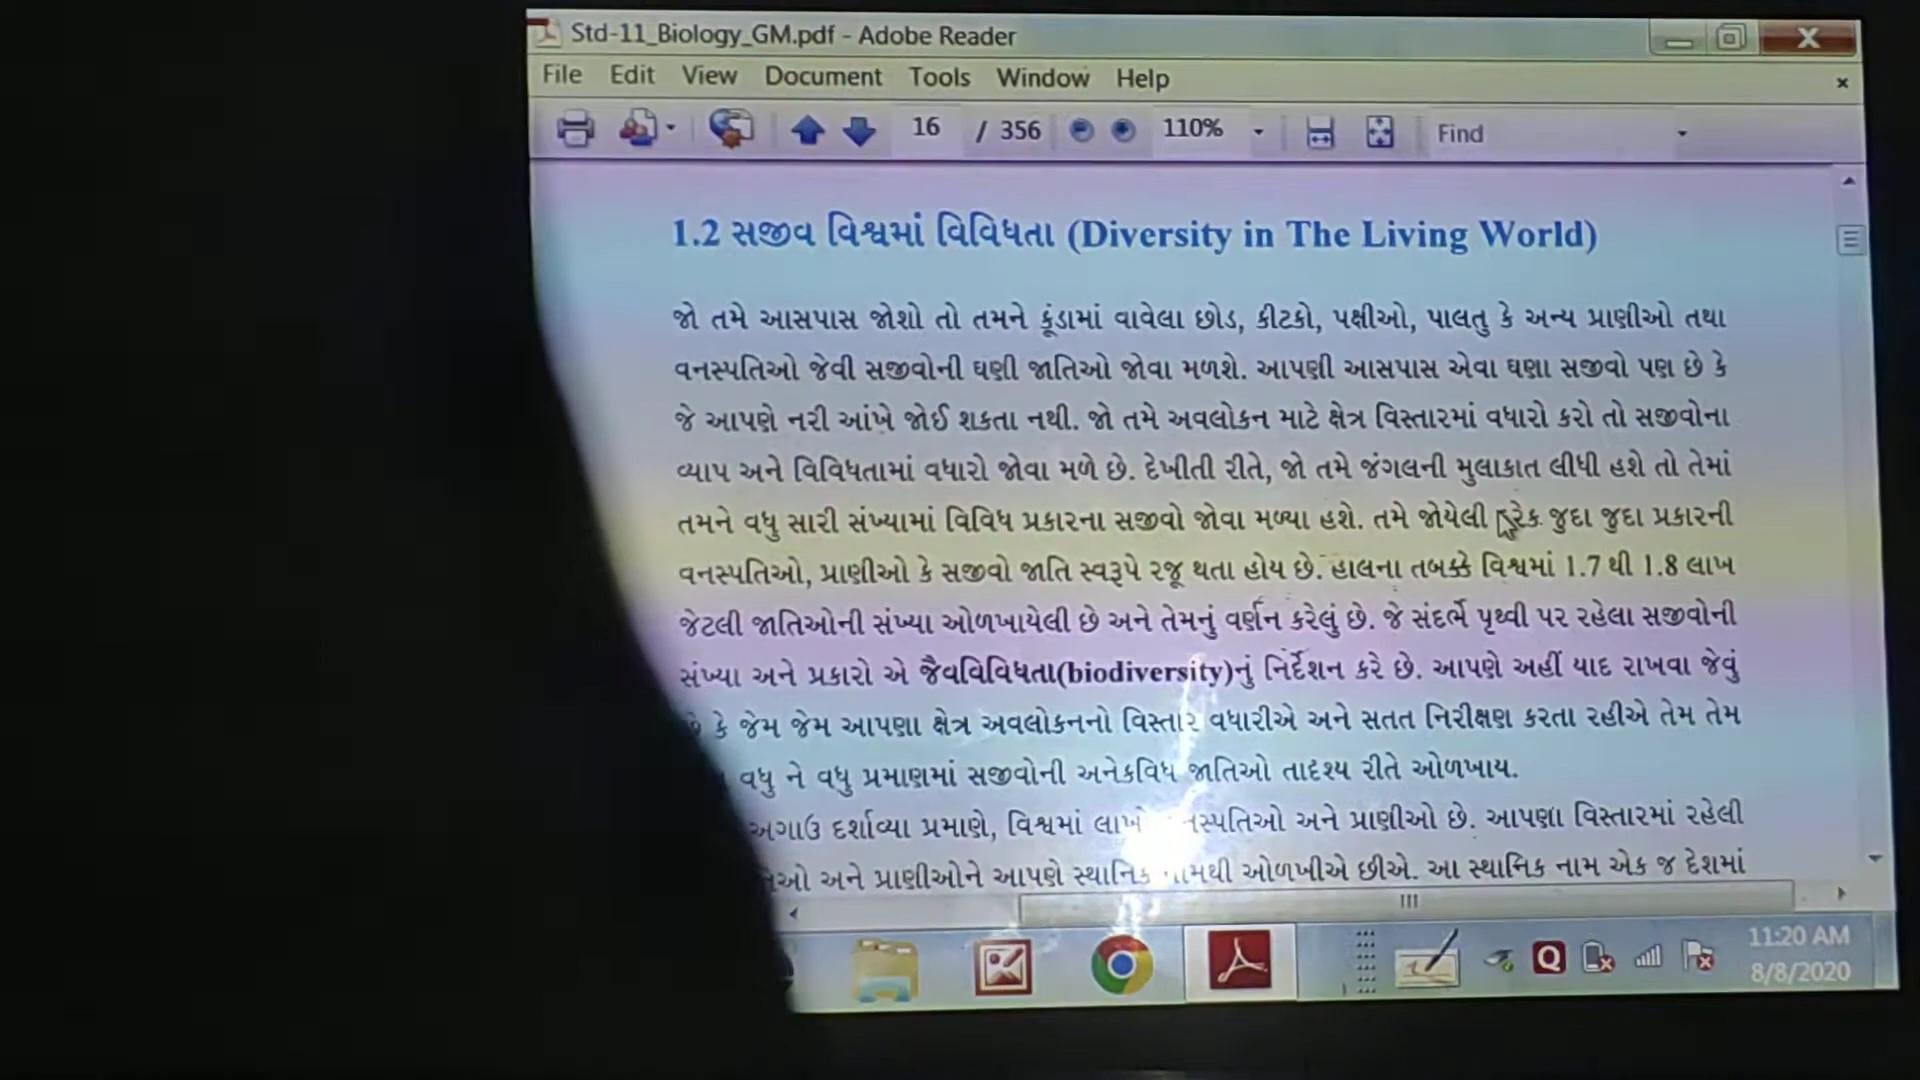 Std-11_Biology_GM.pdf - Adobe Reader
File Edit View Document Tools Window Help
16 / 356 110% Find
1.2 સજીવ વિશ્વમાં વિવિધતા (Diversity in The Living World)
જો તમે આસપાસ જોશો તો તમને કૂંડામાં વાવેલા છોડ, કીટકો, પક્ષીઓ, પાલતુ કે અન્ય પ્રાણીઓ તથા
વનસ્પતિઓ જેવી સજીવોની ઘણી જાતિઓ જોવા મળશે. આપણી આસપાસ એવા ઘણા સજીવો પણ છે કે
જે આપણે નરી આંખે જોઈ શકતા નથી. જો તમે અવલોકન માટે ક્ષેત્ર વિસ્તારમાં વધારો કરો તો સજીવોના
વ્યાપ અને વિવિધતામાં વધારો જોવા મળે છે. દેખીતી રીતે, જો તમે જંગલની મુલાકાત લીધી હશે તો તેમાં
તમને વધુ સારી સંખ્યામાં વિવિધ પ્રકારના સજીવો જોવા મળ્યા હશે. તમે જોયેલી દરેક જુદા જુદા પ્રકારની
વનસ્પતિઓ, પ્રાણીઓ કે સજીવો જાતિ સ્વરૂપે રજૂ થતા હોય છે. હાલના તબક્કે વિશ્વમાં 1.7 થી 1.8 લાખ
જેટલી જાતિઓની સંખ્યા ઓળખાયેલી છે અને તેમનું વર્ણન કરેલું છે. જે સંદર્ભે પૃથ્વી પર રહેલા સજીવોની
સંખ્યા અને પ્રકારો એ જૈવવિવિધતા(biodiversity)નું નિર્દેશન કરે છે. આપણે અહીં યાદ રાખવા જેવું
છે કે જેમ જેમ આપણા ક્ષેત્ર અવલોકનનો વિસ્તાર વધારીએ અને સતત નિરીક્ષણ કરતા રહીએ તેમ તેમ
વધુ ને વધુ પ્રમાણમાં સજીવોની અનેકવિધ જાતિઓ તાદૃશ્ય રીતે ઓળખાય.
અગાઉ દર્શાવ્યા પ્રમાણે, વિશ્વમાં અને પ્રાણીઓ છે. આપણા વિસ્તારમાં રહેલી
અને પ્રાણીઓને આપણે સ્થાનિક નામથી ઓળખીએ છીએ. આ સ્થાનિક નામ એક જ દેશમાં
11:20 AM
8/8/2020